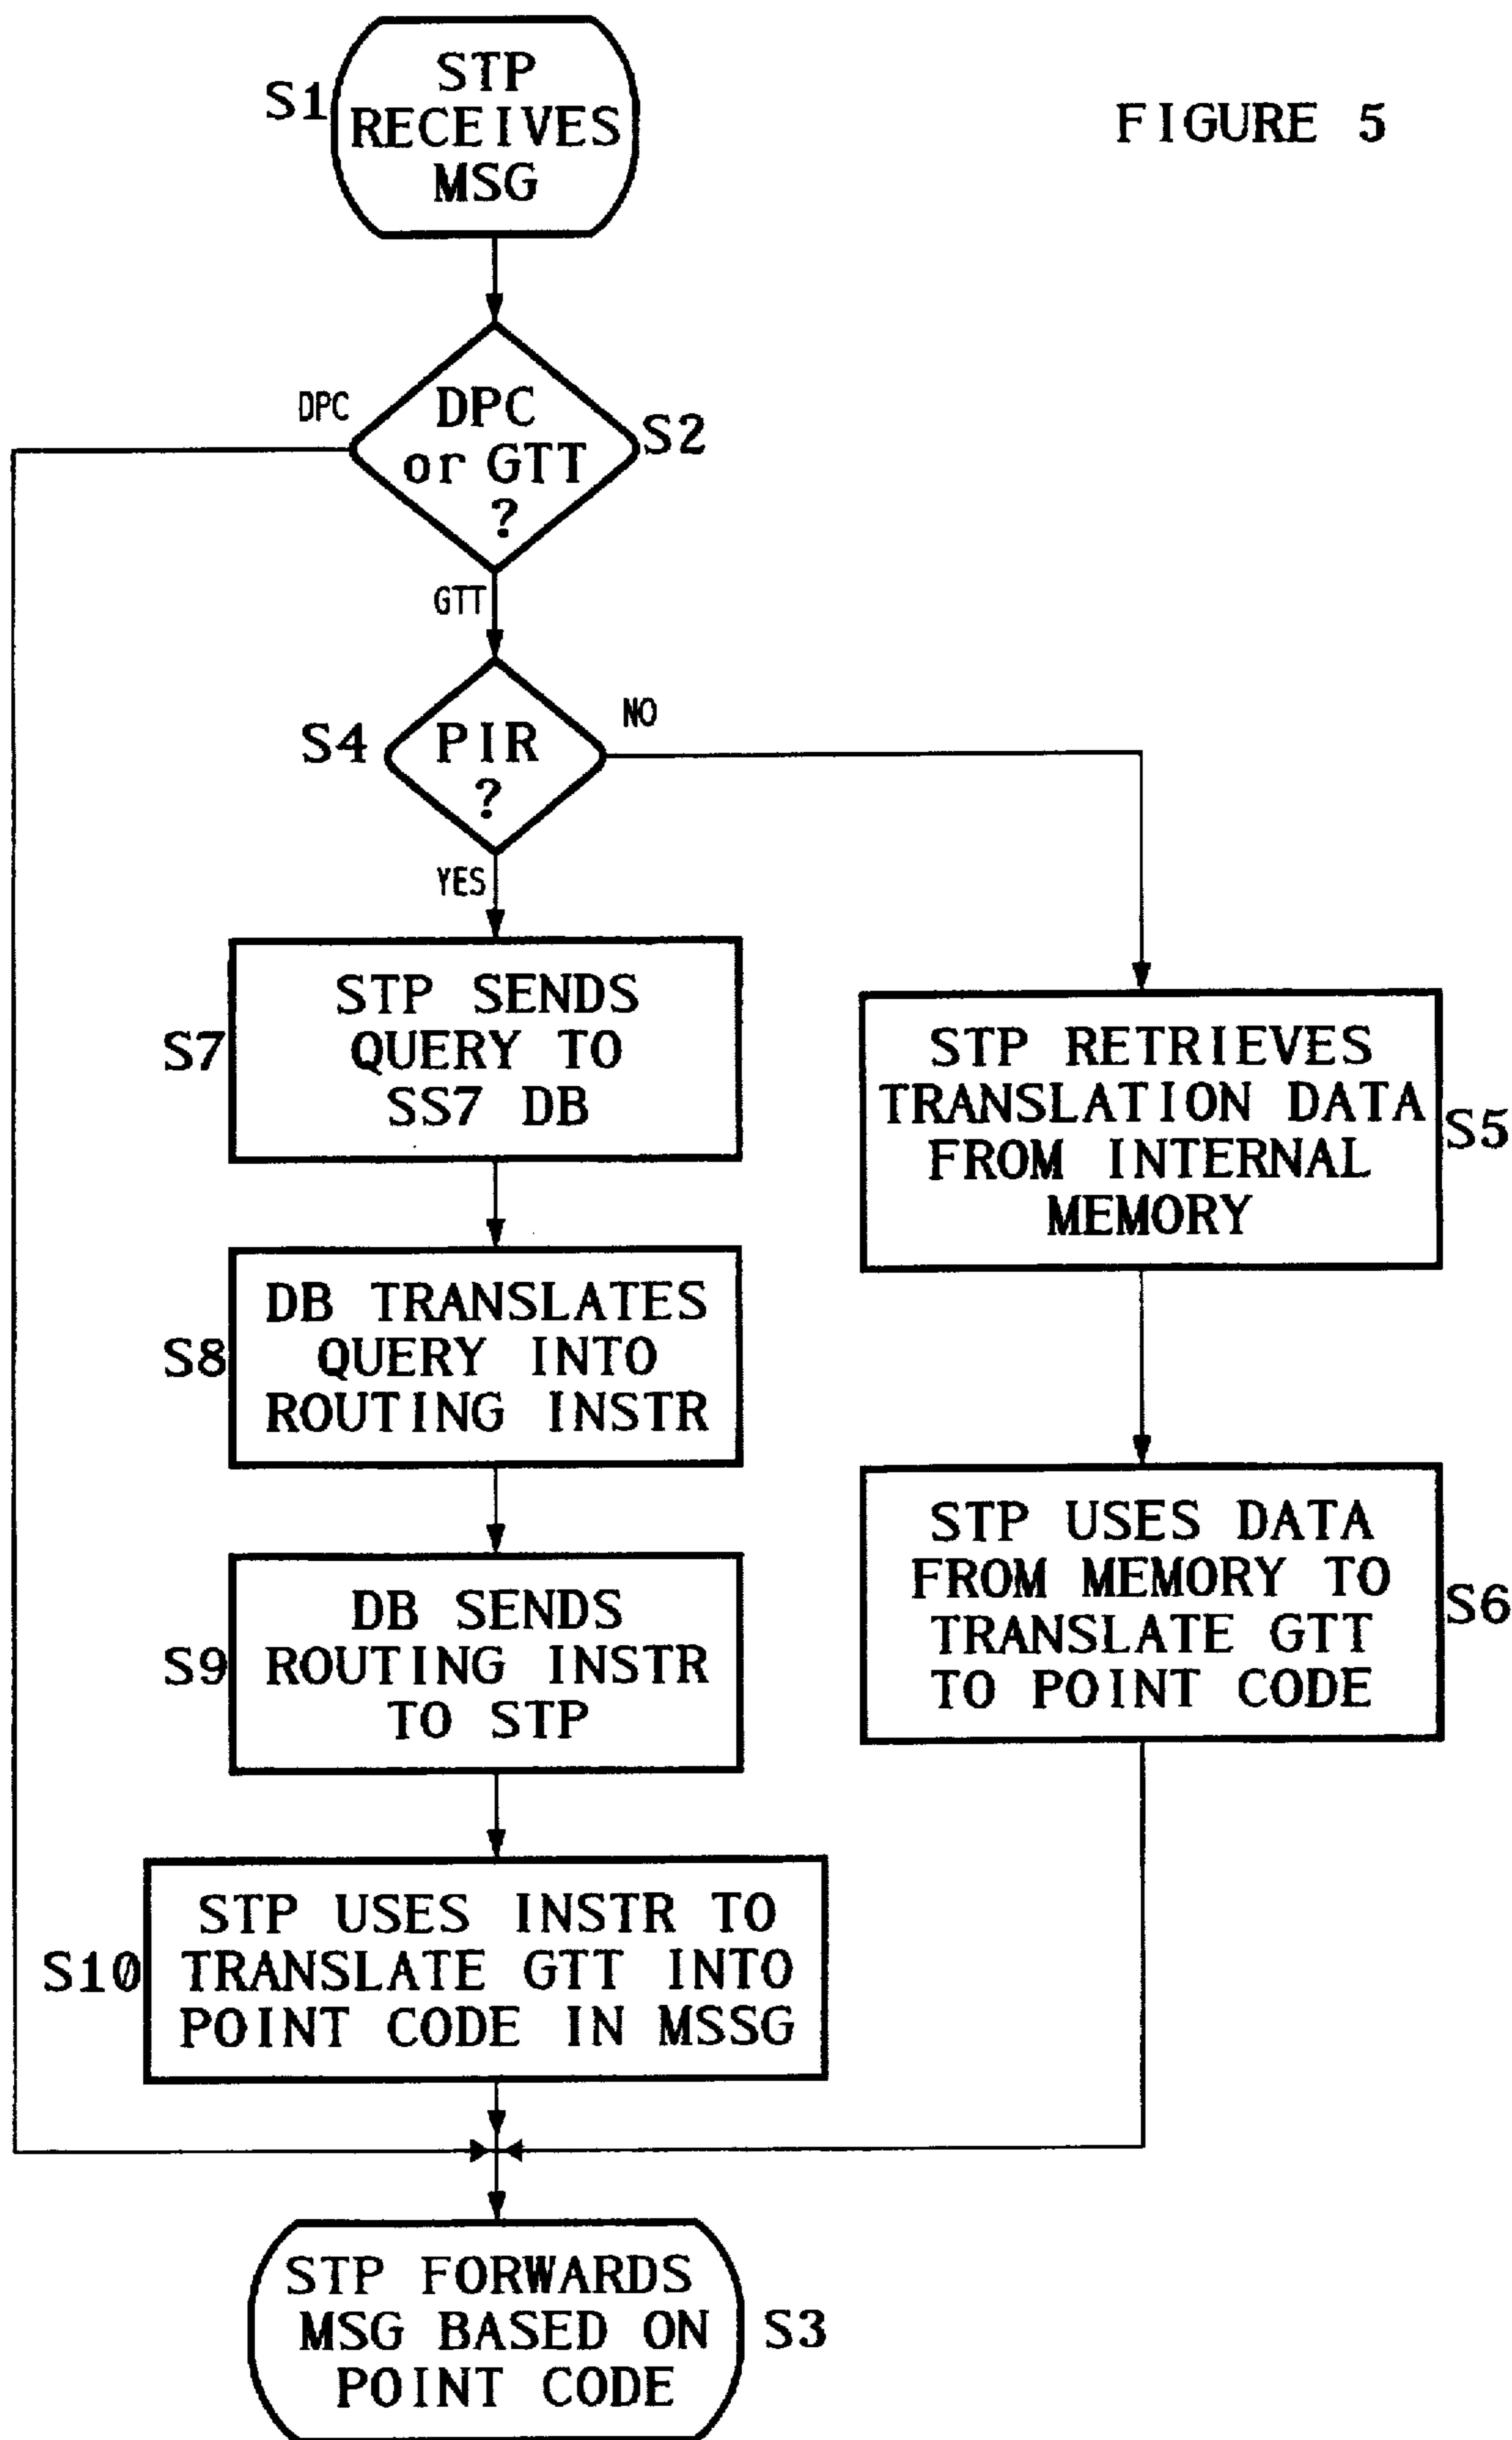 FIGURE 5
S1
STP
RECEIVES
MSG
DPC
DPC
or GTT
?
S2
GTT
S4
PIR
?
NO
YES
S7
STP SENDS
QUERY TO
SS7 DB
STP RETRIEVES
TRANSLATION DATA
FROM INTERNAL
MEMORY
S5
S8
DB TRANSLATES
QUERY INTO
ROUTING INSTR
STP USES DATA
FROM MEMORY TO
TRANSLATE GTT
TO POINT CODE
S6
S9
DB SENDS
ROUTING INSTR
TO STP
S10
STP USES INSTR TO
TRANSLATE GTT INTO
POINT CODE IN MSSG
STP FORWARDS
MSG BASED ON
POINT CODE
S3